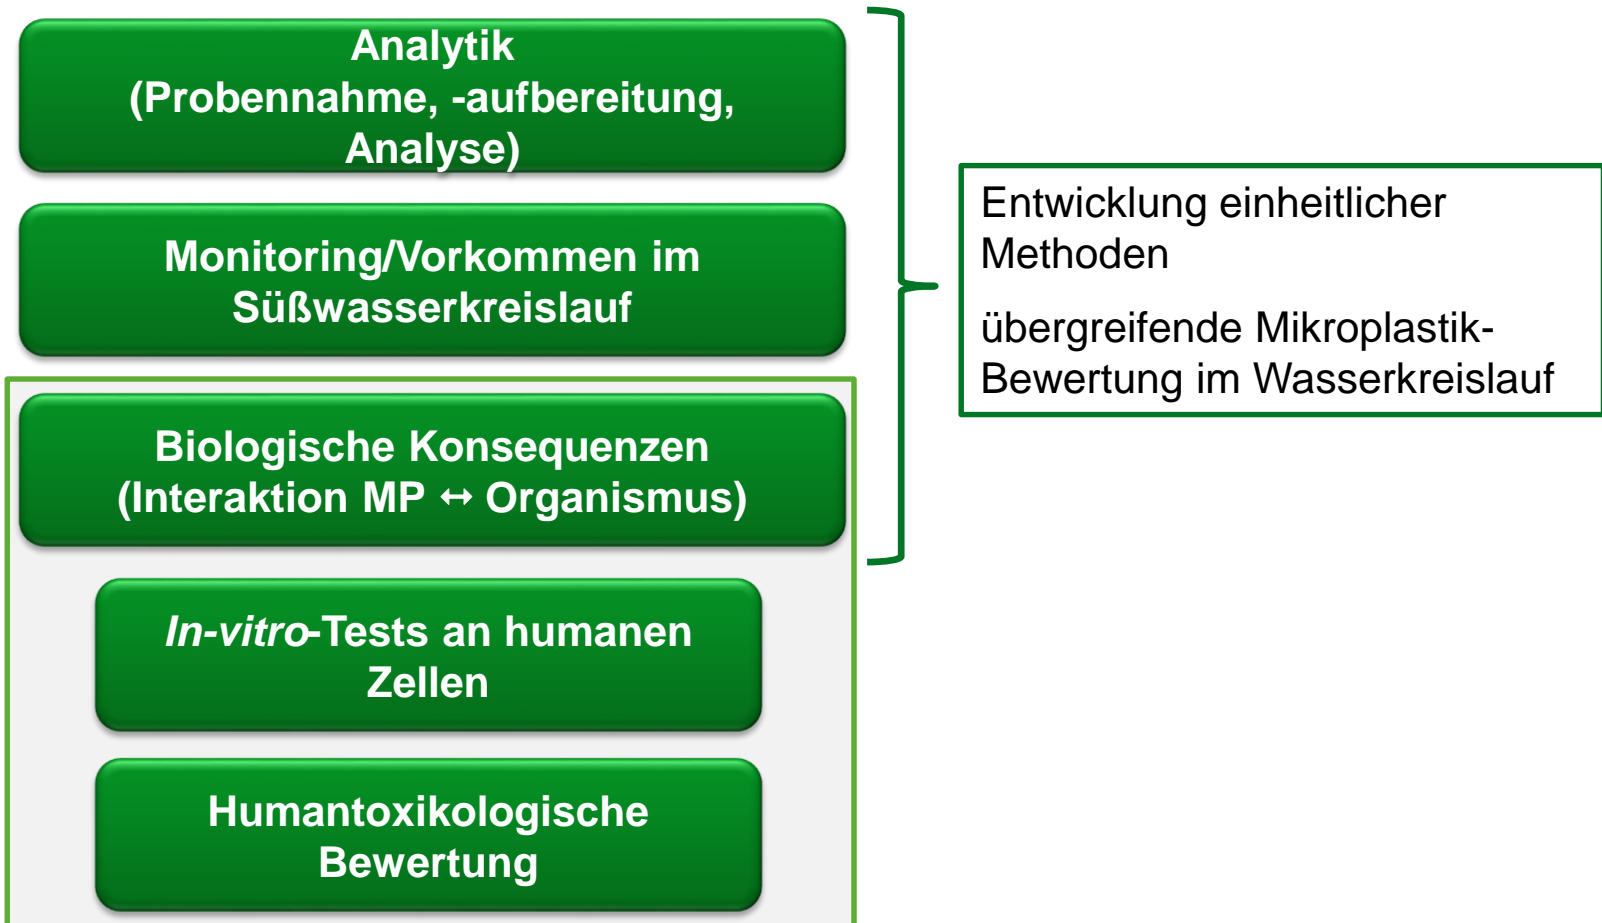 Analytik
(Probennahme, -aufbereitung,
Analyse)
Monitoring/Vorkommen im
Süßwasserkreislauf
Biologische Konsequenzen
(Interaktion MP ↔ Organismus)
In-vitro-Tests an humanen
Zellen
Humantoxikologische
Bewertung
Entwicklung einheitlicher
Methoden
übergreifende Mikroplastik-
Bewertung im Wasserkreislauf